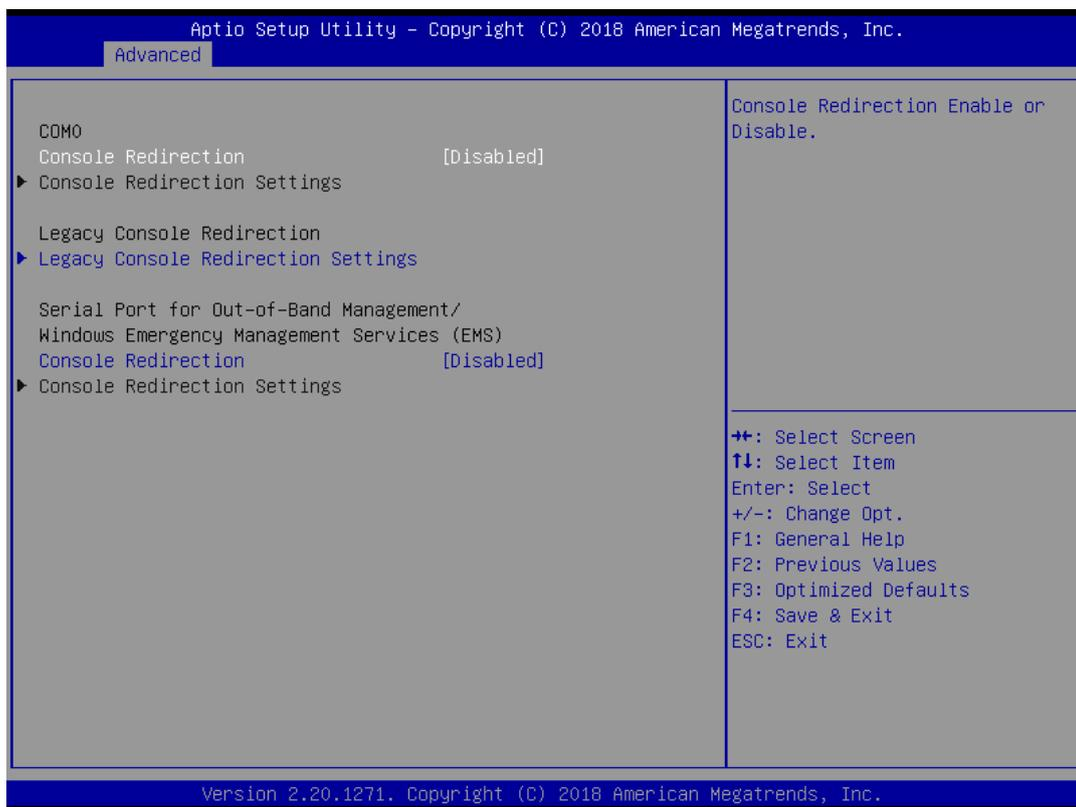 Aptio Setup Utility – Copyright (C) 2018 American Megatrends, Inc.
Advanced
COM0
Console Redirection [Disabled]
▶ Console Redirection Settings
Legacy Console Redirection
▶ Legacy Console Redirection Settings
Serial Port for Out-of-Band Management/
Windows Emergency Management Services (EMS)
Console Redirection [Disabled]
▶ Console Redirection Settings
Console Redirection Enable or
Disable.
→←: Select Screen
↑↓: Select Item
Enter: Select
+/-: Change Opt.
F1: General Help
F2: Previous Values
F3: Optimized Defaults
F4: Save & Exit
ESC: Exit
Version 2.20.1271. Copyright (C) 2018 American Megatrends, Inc.